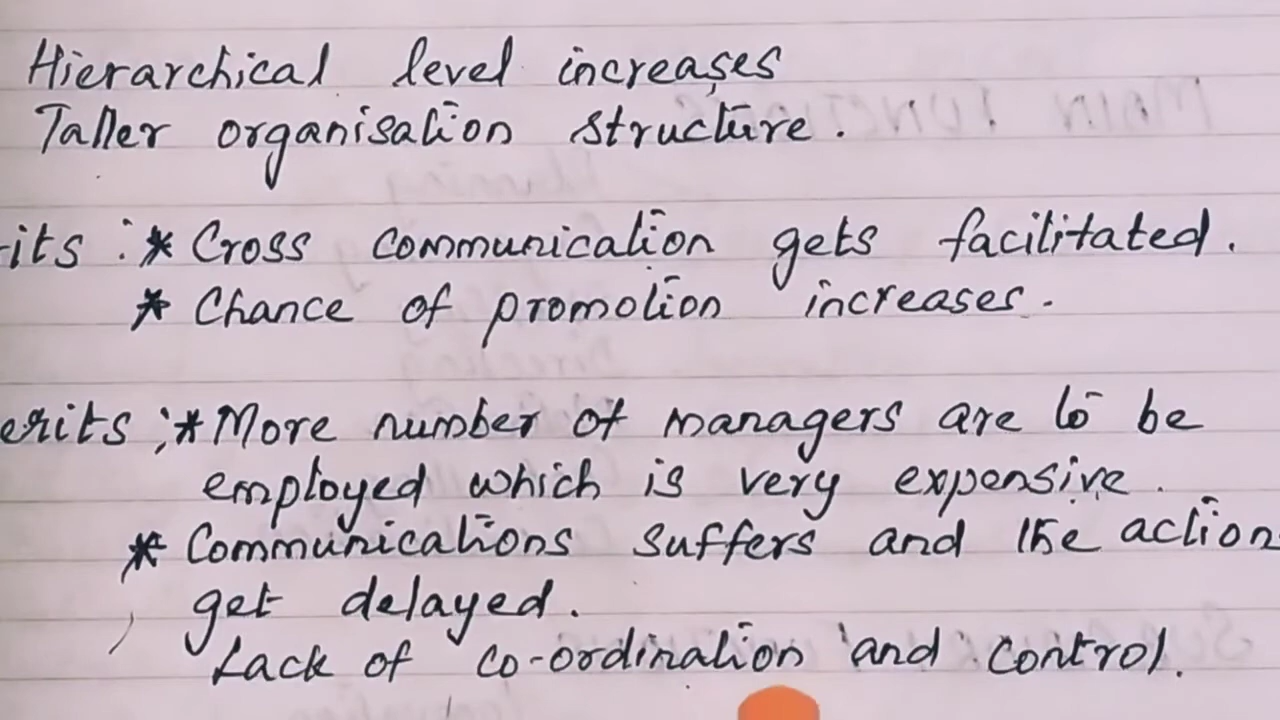 Hierarchical level increases
Taller organisation structure.
its : * Cross communication gets facilitated.
* Chance of promotion increases.
erits ; * More number of managers are to be
employed which is very expensive.
* Communications suffers and the action
get delayed.
Lack of co-ordination and control.